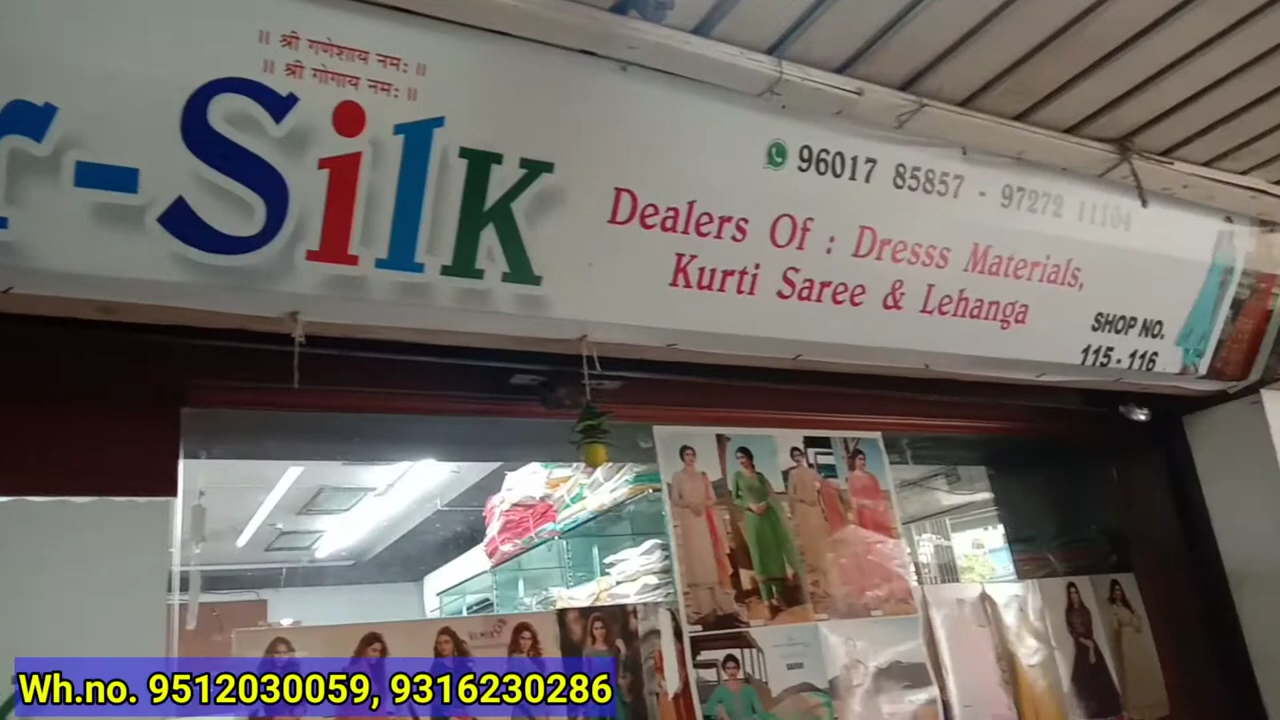 ॥ श्री गणेशाय नमः ॥
॥ श्री गोगाय नमः ॥
r-Silk
96017 85857 - 97272 11104
Dealers Of : Dresss Materials,
Kurti Saree & Lehanga
SHOP NO.
115-116
Wh.no. 9512030059, 9316230286